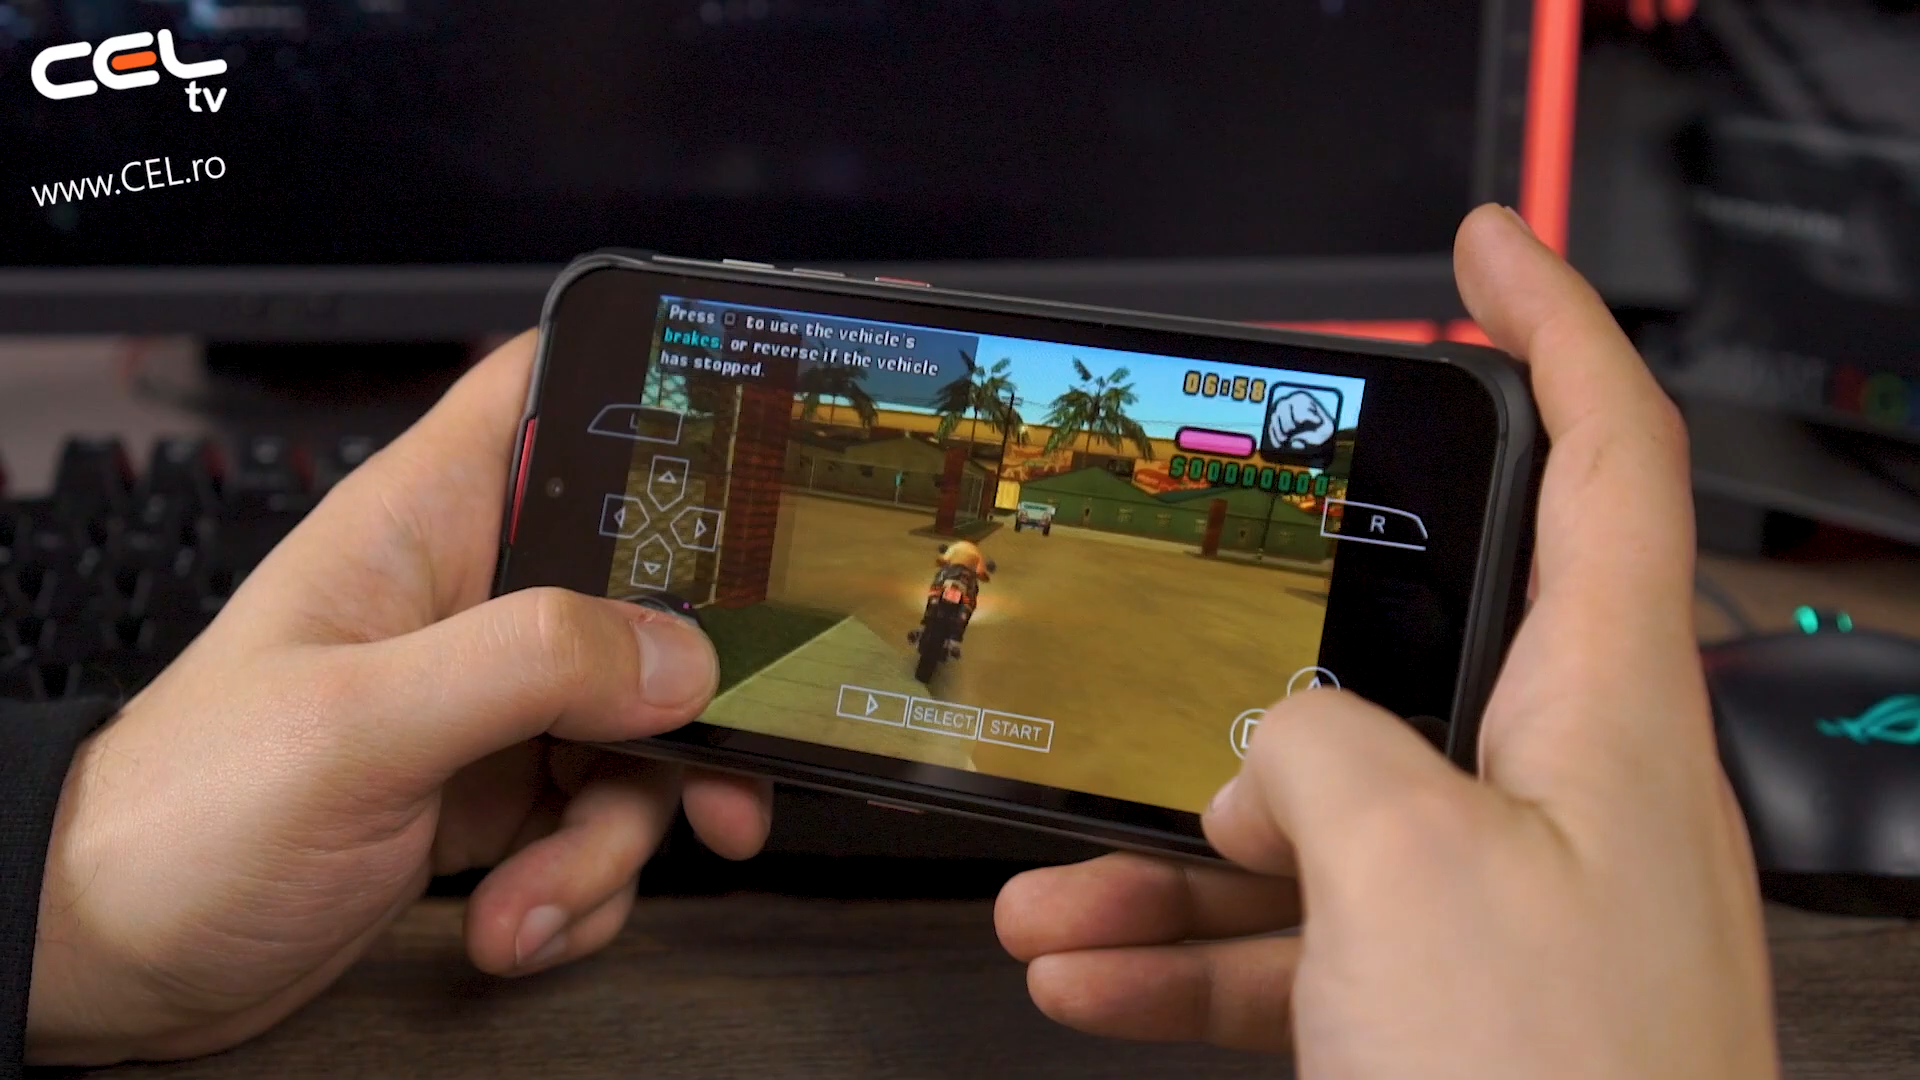 CEL
tv
www.CEL.ro
Press □ to use the vehicle's
brakes, or reverse if the vehicle
has stopped.
06:58
$00000000
L
R
SELECT
START